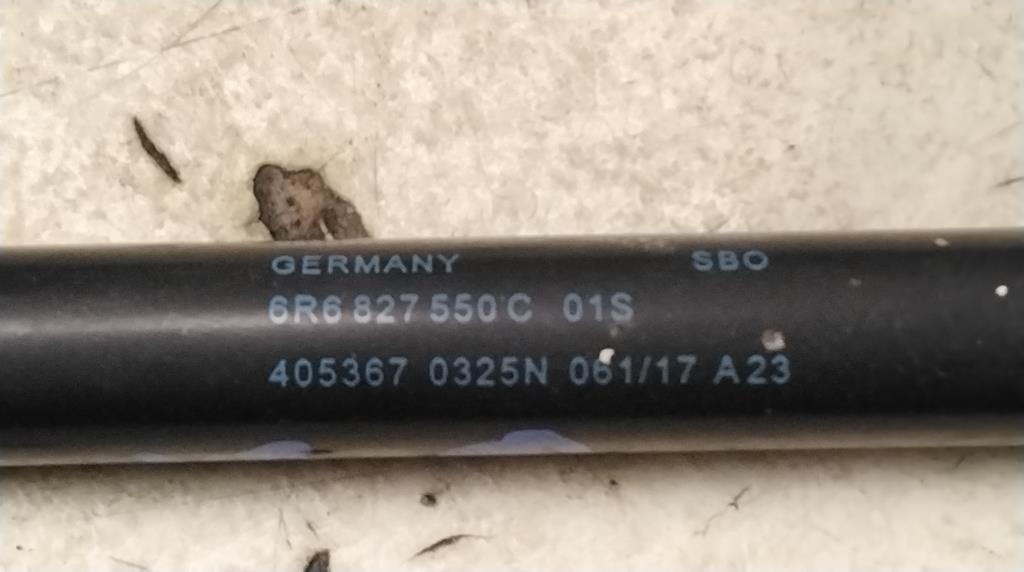 GERMANY SBO
6R6 827 550 C 01S
405367 0325N 061/17 A23